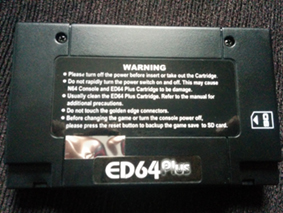 WARNING
● Please turn off the power before insert or take out the Cartridge.
● Do not rapidly turn the power switch on and off. This may cause
N64 Console and ED64 Plus Cartridge to be damage.
● Usually clean the ED64 Plus Cartridge. Refer to the manual for
additional precautions.
● Do not touch the golden edge connectors.
● Before changing the game or turn the console power off,
please press the reset button to backup the game save to SD card.
ED64 Plus